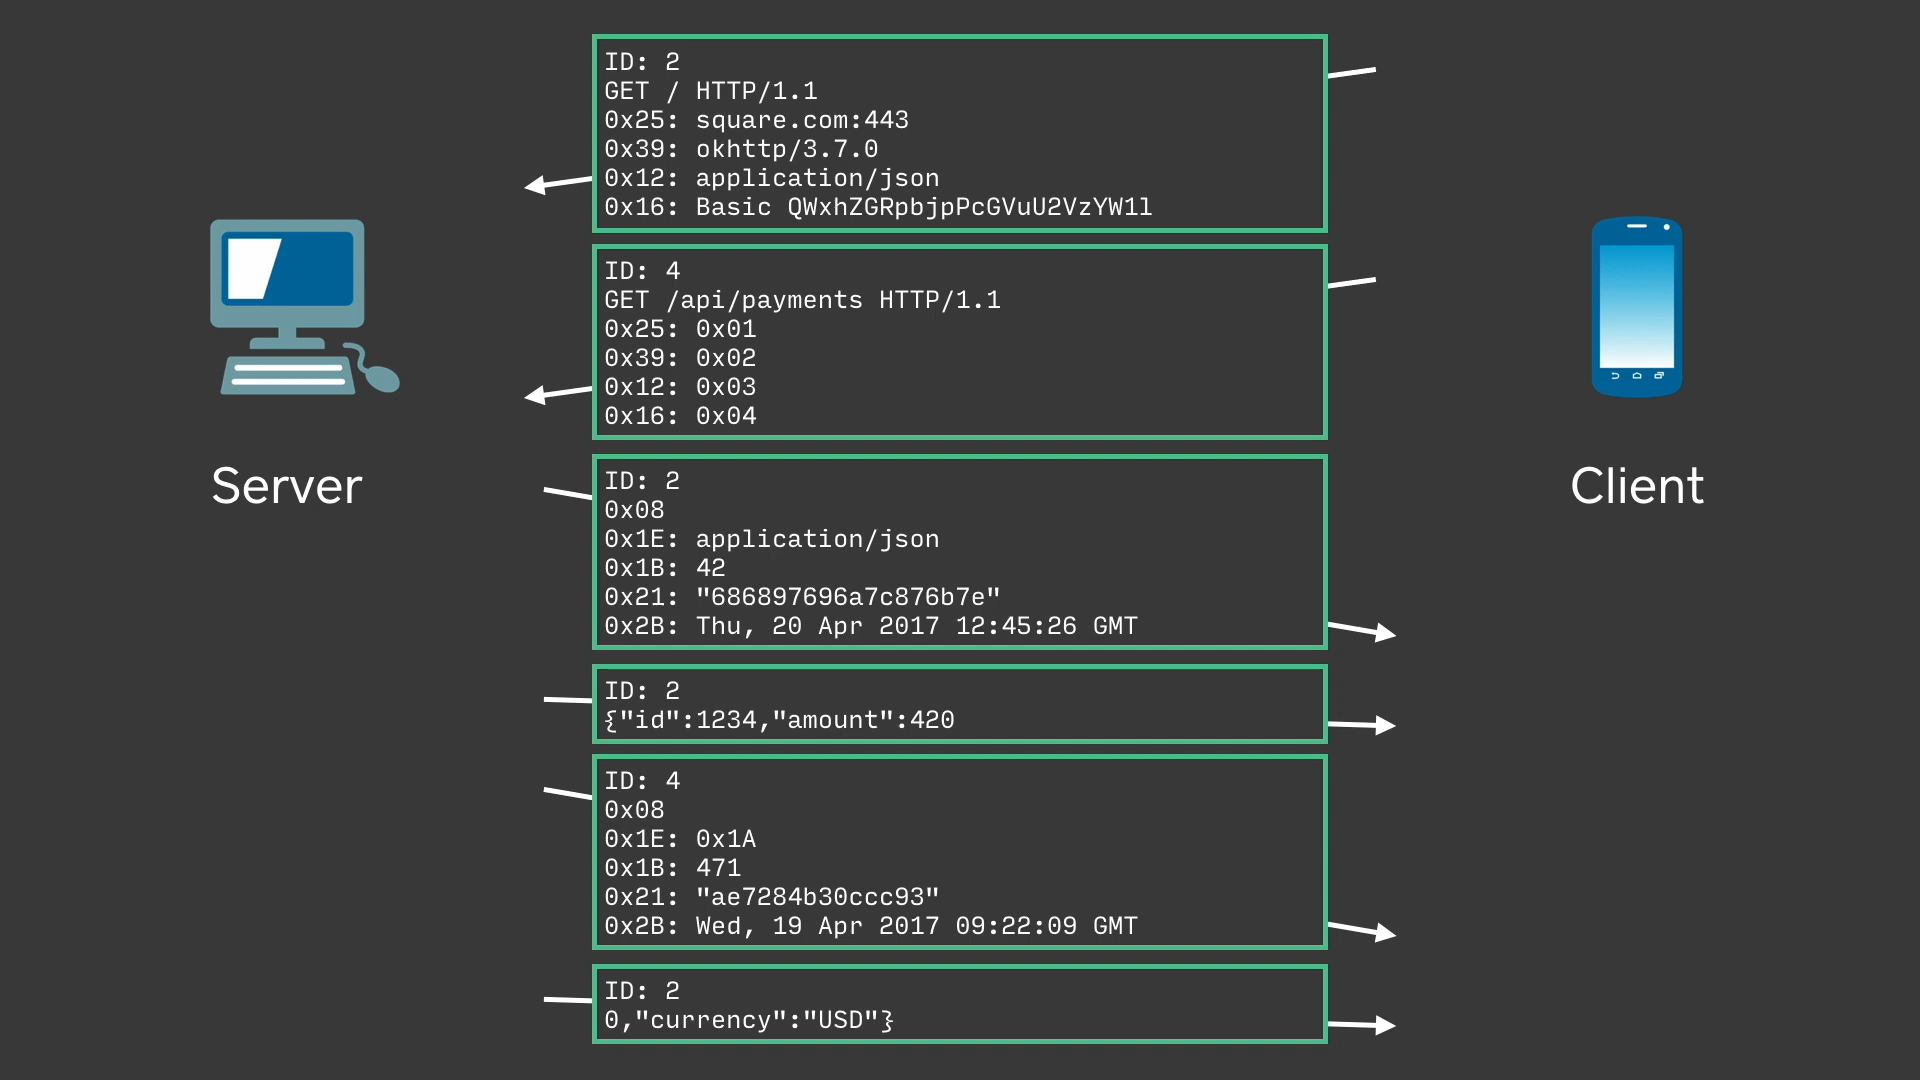 ID: 2
GET / HTTP/1.1
0x25: square.com:443
0x39: okhttp/3.7.0
0x12: application/json
0x16: Basic QWxhZGRpbjpPcGVuU2VzYW1l
ID: 4
GET /api/payments HTTP/1.1
0x25: 0x01
0x39: 0x02
0x12: 0x03
0x16: 0x04
Server
Client
ID: 2
0x08
0x1E: application/json
0x1B: 42
0x21: "686897696a7c876b7e"
0x2B: Thu, 20 Apr 2017 12:45:26 GMT
ID: 2
{"id":1234,"amount":420
ID: 4
0x08
0x1E: 0x1A
0x1B: 471
0x21: "ae7284b30ccc93"
0x2B: Wed, 19 Apr 2017 09:22:09 GMT
ID: 2
0,"currency":"USD"}